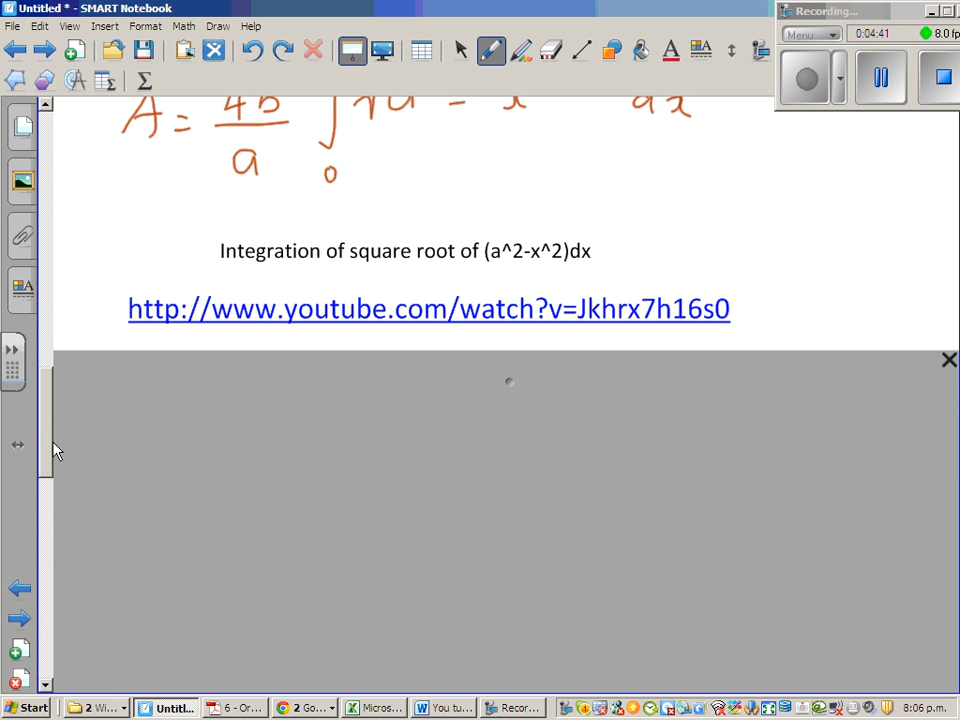 Untitled * - SMART Notebook
Recording...
File Edit View Insert Format Math Draw Help
Menu 0:04:41 8.0 fp
A = 4b
a
0
dx
Integration of square root of (a^2-x^2)dx
http://www.youtube.com/watch?v=Jkhrx7h16s0
Start 2 Wi... Untitl... 6 - Or... 2 Go... Micros... You tu... Recor... 8:06 p.m.